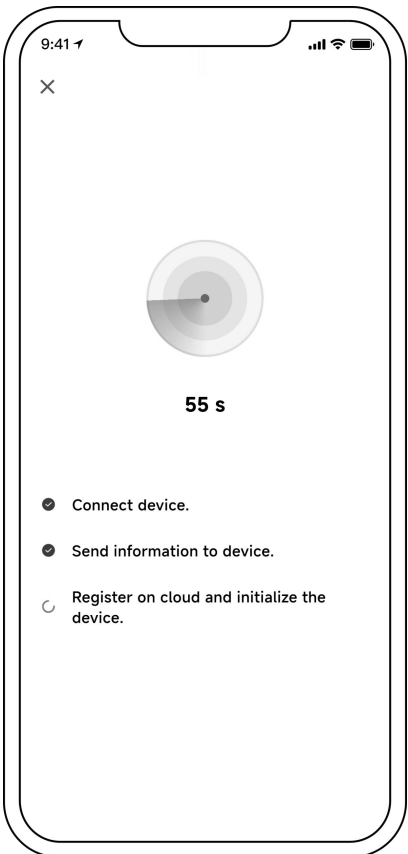 9:41
55 s
Connect device.
Send information to device.
Register on cloud and initialize the
device.